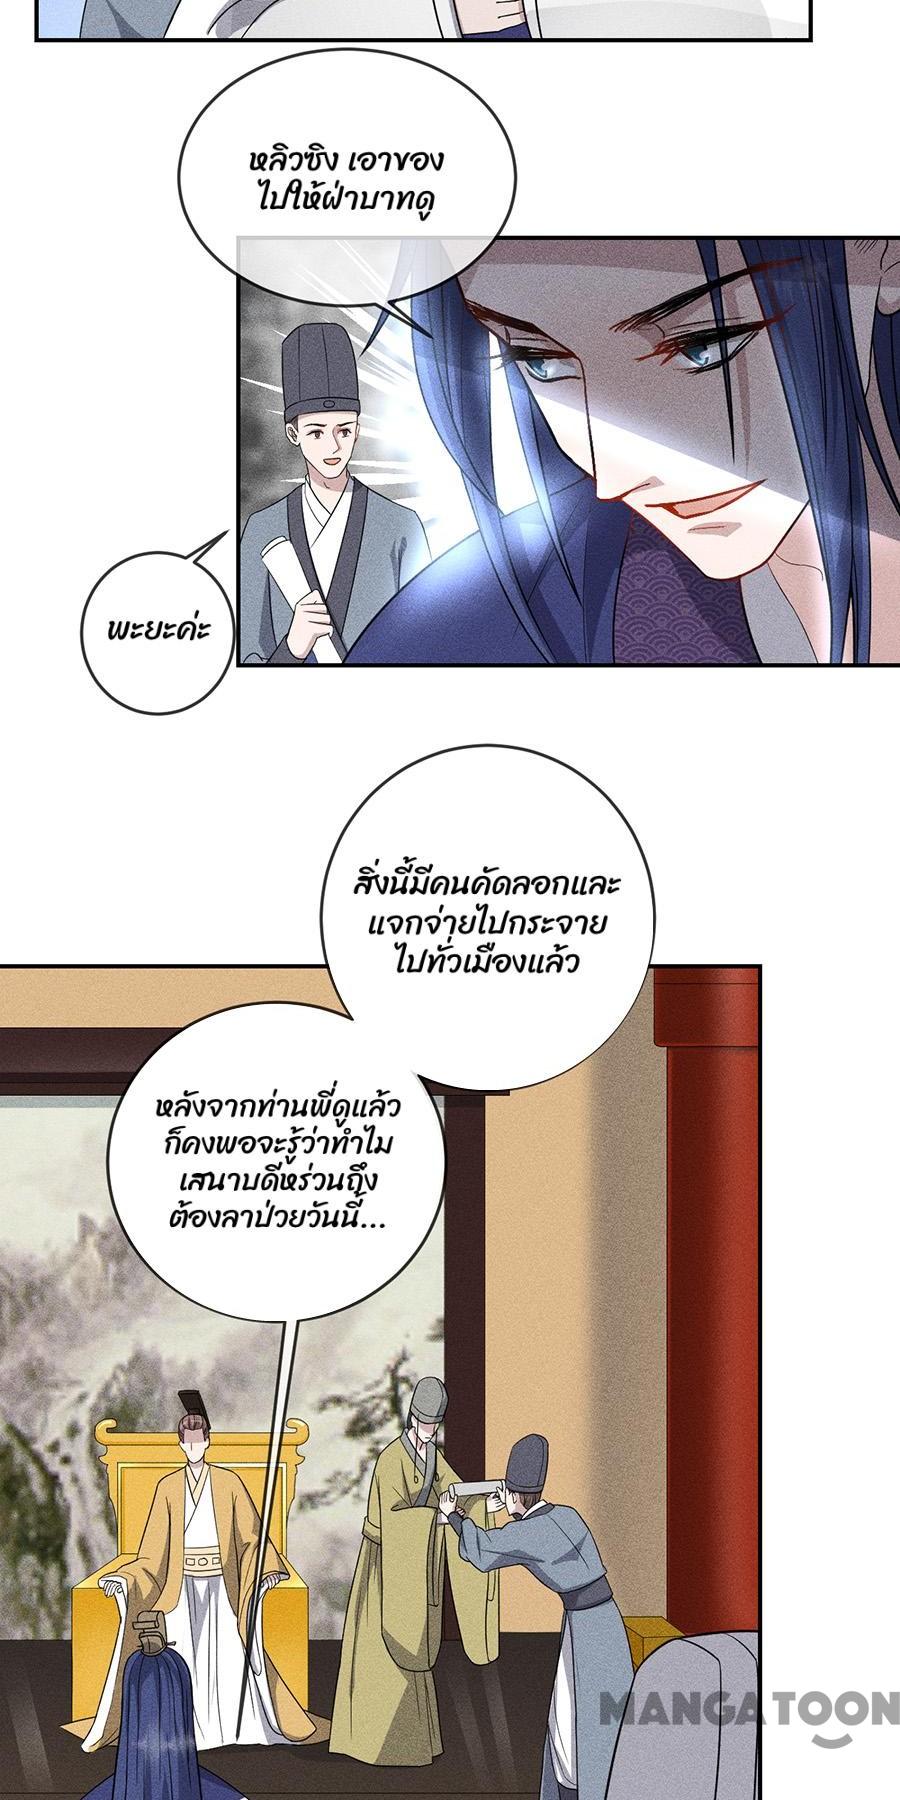 หลิวซิง เอาของ
ไปให้ฝ่าบาทดู
พะยะค่ะ
สิ่งนี้มีคนคัดลอกและ
แจกจ่ายไปกระจาย
ไปทั่วเมืองแล้ว
หลังจากท่านพี่ดูแล้ว
ก็คงพอจะรู้ว่าทำไม
เสนาบดีหร่วนถึง
ต้องลาป่วยวันนี้...
MANGATOON